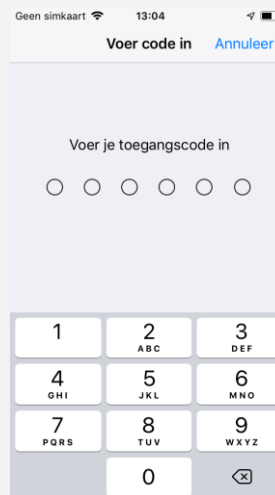 Geen simkaart 13:04
Voer code in Annuleer
Voer je toegangscode in
1 2 3
ABC DEF
4 5 6
GHI JKL MNO
7 8 9
PQRS TUV WXYZ
0